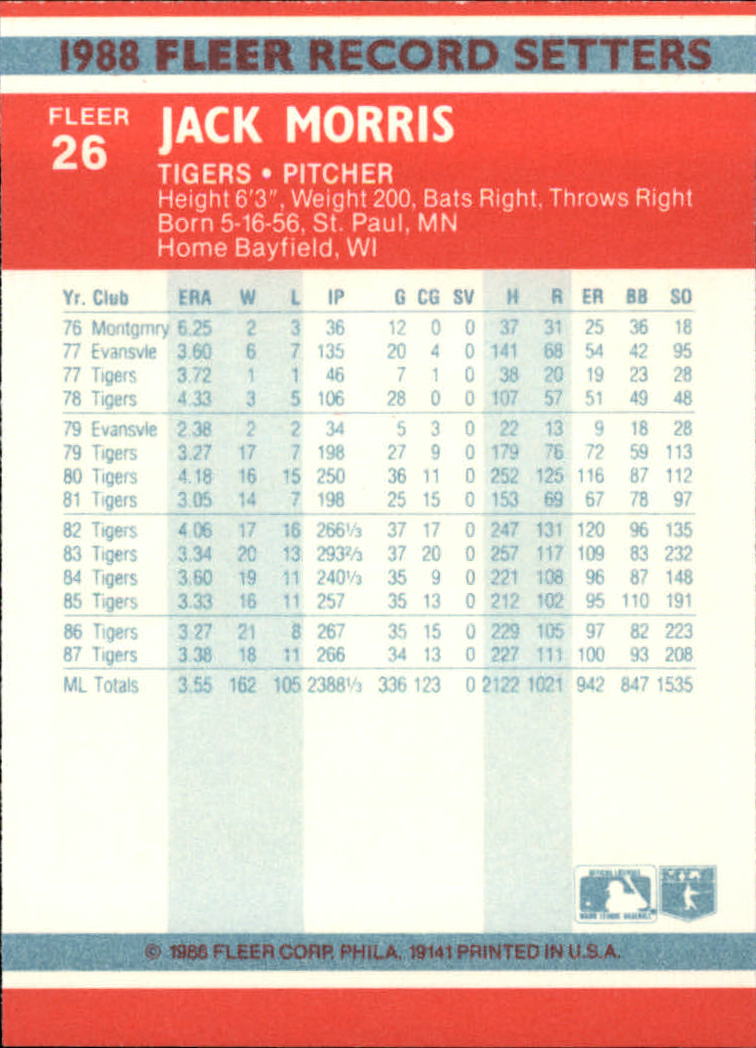 1988 FLEER RECORD SETTERS
FLEER
26
JACK MORRIS
TIGERS • PITCHER
Height 6'3", Weight 200, Bats Right, Throws Right
Born 5-16-56, St. Paul, MN
Home Bayfield, WI
Yr. Club ERA W L IP G CG SV H R ER BB SO
76 Montgmry 6.25 2 3 36 12 0 0 37 31 25 36 18
77 Evansvle 3.60 6 7 135 20 4 0 141 68 54 42 95
77 Tigers 3.72 1 1 46 7 1 0 38 20 19 23 28
78 Tigers 4.33 3 5 106 28 0 0 107 57 51 49 48
79 Evansvle 2.38 2 2 34 5 3 0 22 13 9 18 28
79 Tigers 3.27 17 7 198 27 9 0 179 76 72 59 113
80 Tigers 4.18 16 15 250 36 11 0 252 125 116 87 112
81 Tigers 3.05 14 7 198 25 15 0 153 69 67 78 97
82 Tigers 4.06 17 16 266⅓ 37 17 0 247 131 120 96 135
83 Tigers 3.34 20 13 293⅔ 37 20 0 257 117 109 83 232
84 Tigers 3.60 19 11 240⅓ 35 9 0 221 108 96 87 148
85 Tigers 3.33 16 11 257 35 13 0 212 102 95 110 191
86 Tigers 3.27 21 8 267 35 15 0 229 105 97 82 223
87 Tigers 3.38 18 11 266 34 13 0 227 111 100 93 208
ML Totals 3.55 162 105 2388⅓ 336 123 0 2122 1021 942 847 1535
MAJOR LEAGUE BASEBALL
© 1988 FLEER CORP. PHILA. 19141 PRINTED IN U.S.A.